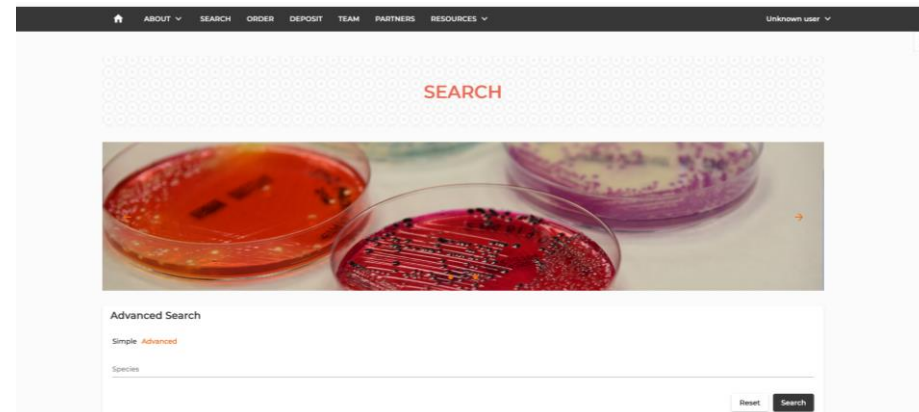 ABOUT SEARCH ORDER DEPOSIT TEAM PARTNERS RESOURCES Unknown user
SEARCH
Advanced Search
Simple Advanced
Species
Reset Search